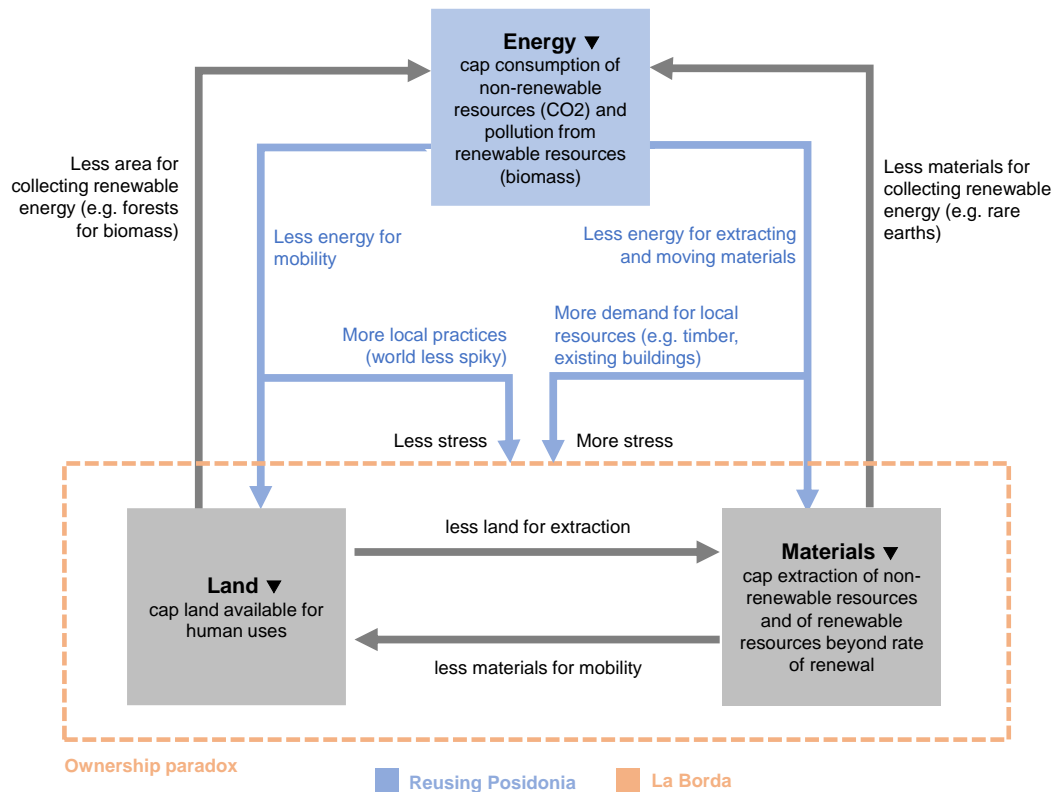 Energy ▼
cap consumption of
non-renewable
resources (CO2) and
pollution from
renewable resources
(biomass)
Less area for
collecting renewable
energy (e.g. forests
for biomass)
Less materials for
collecting renewable
energy (e.g. rare
earths)
Less energy for
mobility
Less energy for extracting
and moving materials
More local practices
(world less spiky)
More demand for local
resources (e.g. timber,
existing buildings)
Less stress
More stress
Land ▼
cap land available for
human uses
less land for extraction
less materials for mobility
Materials ▼
cap extraction of non-
renewable resources
and of renewable
resources beyond rate
of renewal
Ownership paradox
Reusing Posidonia
La Borda